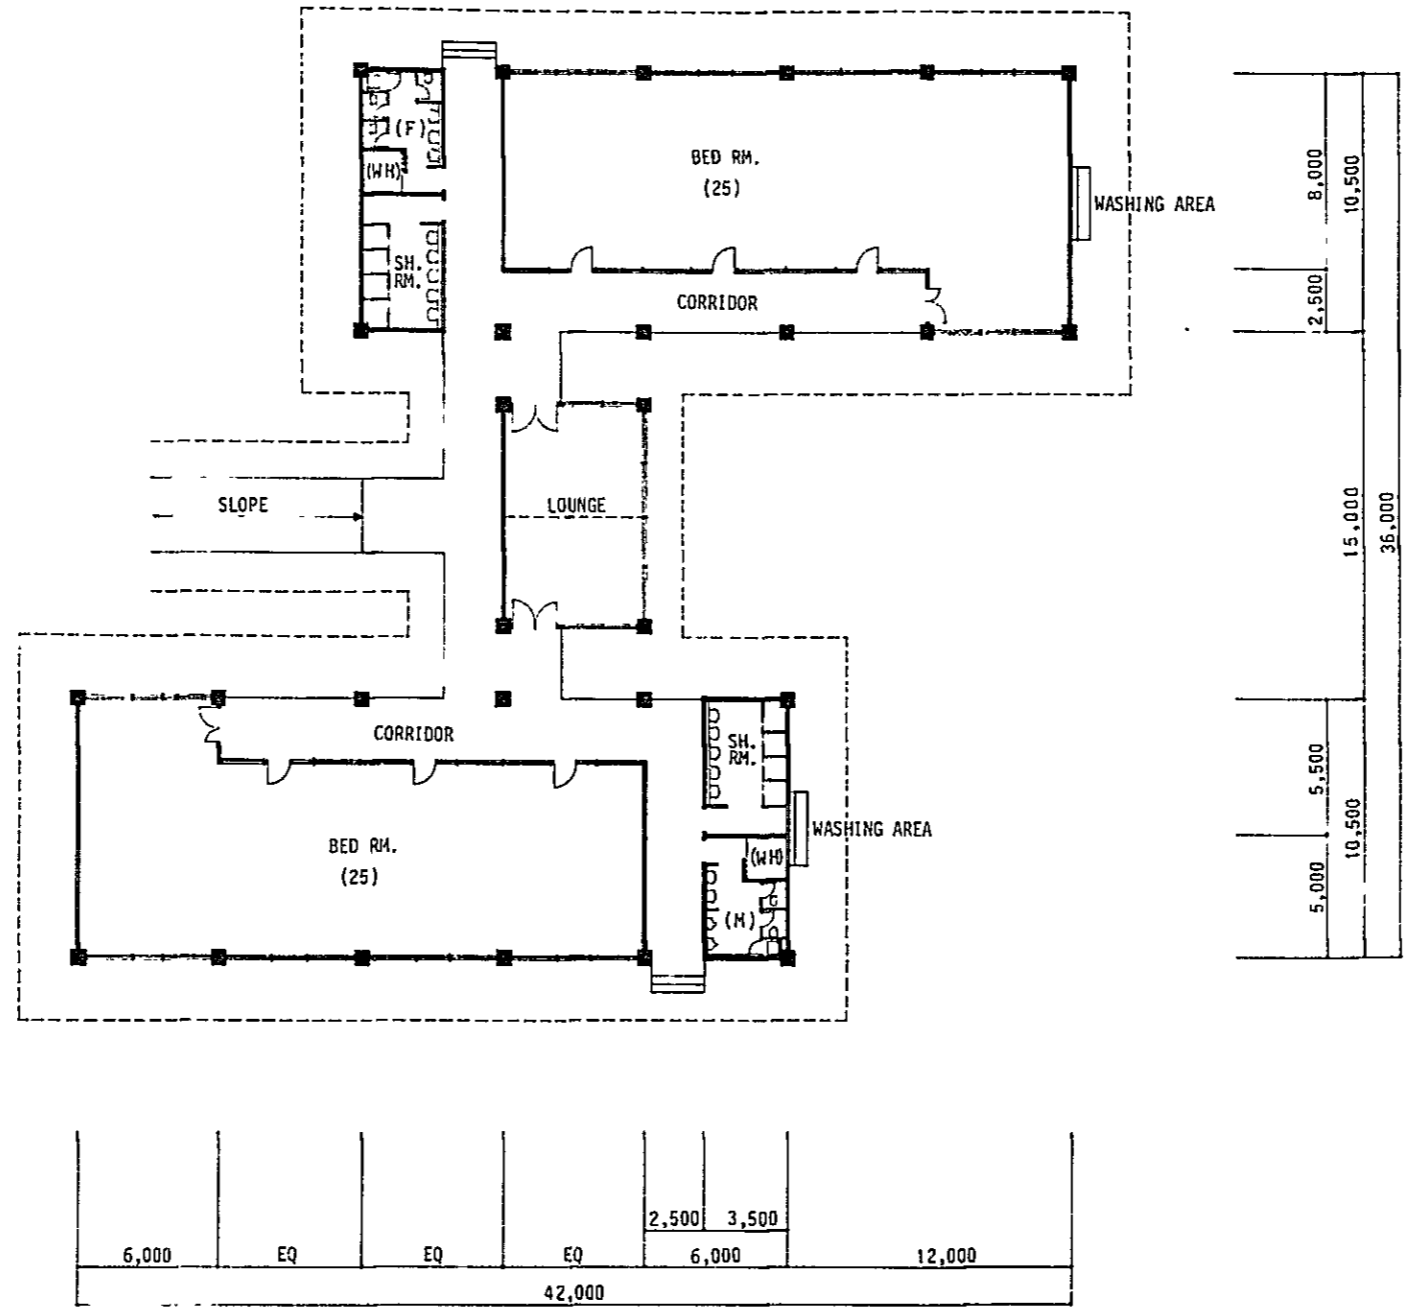 (F)
(WH)
SH.
RM.
BED RM.
(25)
WASHING AREA
CORRIDOR
8,000
10,500
2,500
SLOPE
LOUNGE
15,000
36,000
CORRIDOR
SH.
RM.
BED RM.
(25)
WASHING AREA
(WH)
(M)
5,500
10,500
5,000
2,500 3,500
6,000 EQ EQ EQ 6,000 12,000
42,000